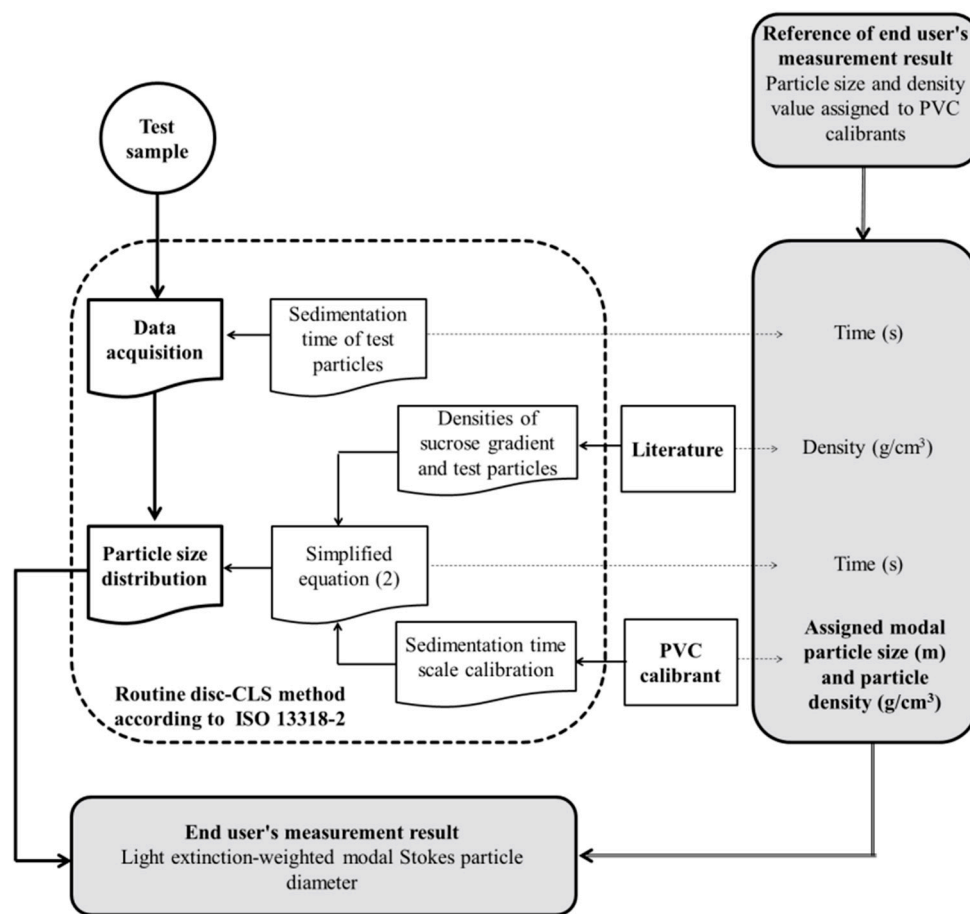 Reference of end user's
measurement result
Particle size and density
value assigned to PVC
calibrants
Test
sample
Data
acquisition
Sedimentation
time of test
particles
Time (s)
Densities of
sucrose gradient
and test particles
Literature
Density (g/cm³)
Particle size
distribution
Simplified
equation (2)
Time (s)
Sedimentation time
scale calibration
PVC
calibrant
Assigned modal
particle size (m)
and particle
density (g/cm³)
Routine disc-CLS method
according to ISO 13318-2
End user's measurement result
Light extinction-weighted modal Stokes particle
diameter